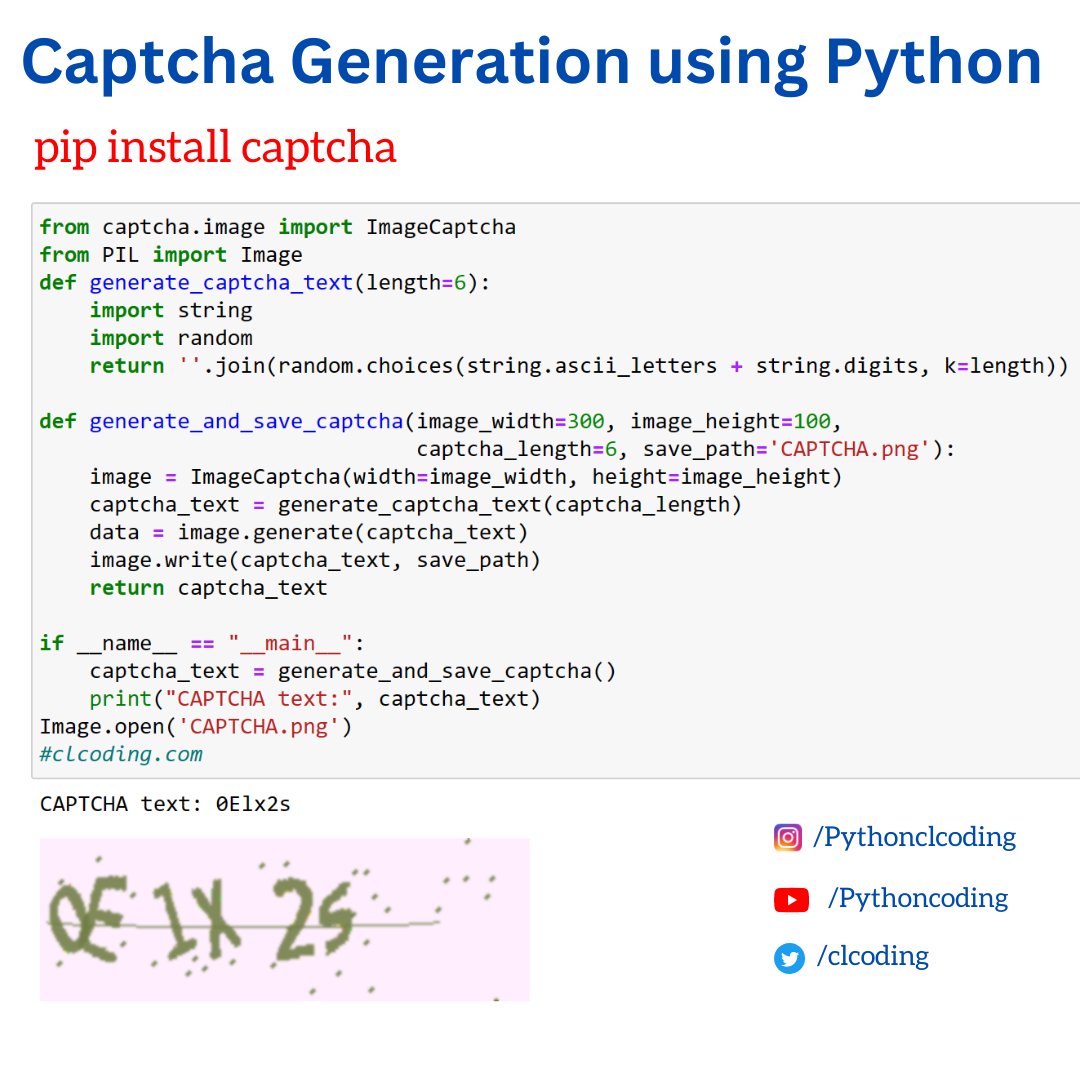 Captcha Generation using Python
pip install captcha
from captcha.image import ImageCaptcha
from PIL import Image
def generate_captcha_text(length=6):
    import string
    import random
    return ''.join(random.choices(string.ascii_letters + string.digits, k=length))
def generate_and_save_captcha(image_width=300, image_height=100,
                              captcha_length=6, save_path='CAPTCHA.png'):
    image = ImageCaptcha(width=image_width, height=image_height)
    captcha_text = generate_captcha_text(captcha_length)
    data = image.generate(captcha_text)
    image.write(captcha_text, save_path)
    return captcha_text
if __name__ == "__main__":
    captcha_text = generate_and_save_captcha()
    print("CAPTCHA text:", captcha_text)
Image.open('CAPTCHA.png')
#clcoding.com
CAPTCHA text: 0Elx2s
0Elx2s
/Pythonclcoding
/Pythoncoding
/clcoding